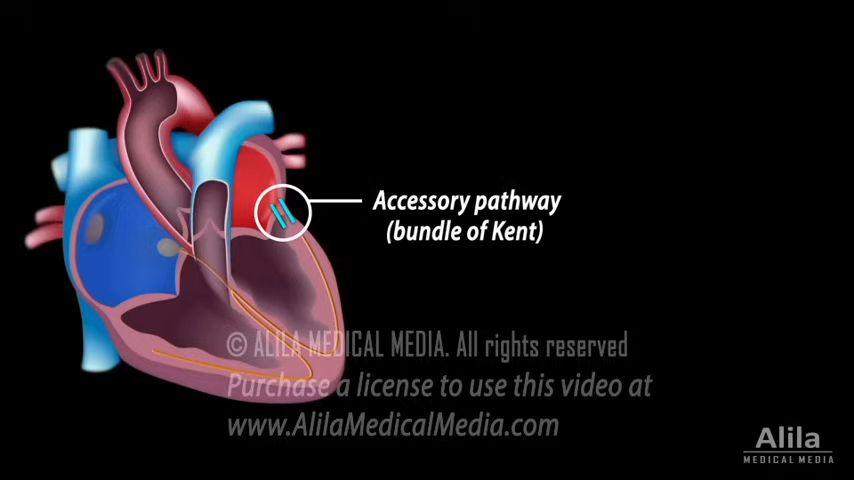 Accessory pathway
(bundle of Kent)
© ALILA MEDICAL MEDIA. All rights reserved
Purchase a license to use this video at
www.AlilaMedicalMedia.com
Alila
MEDICAL MEDIA